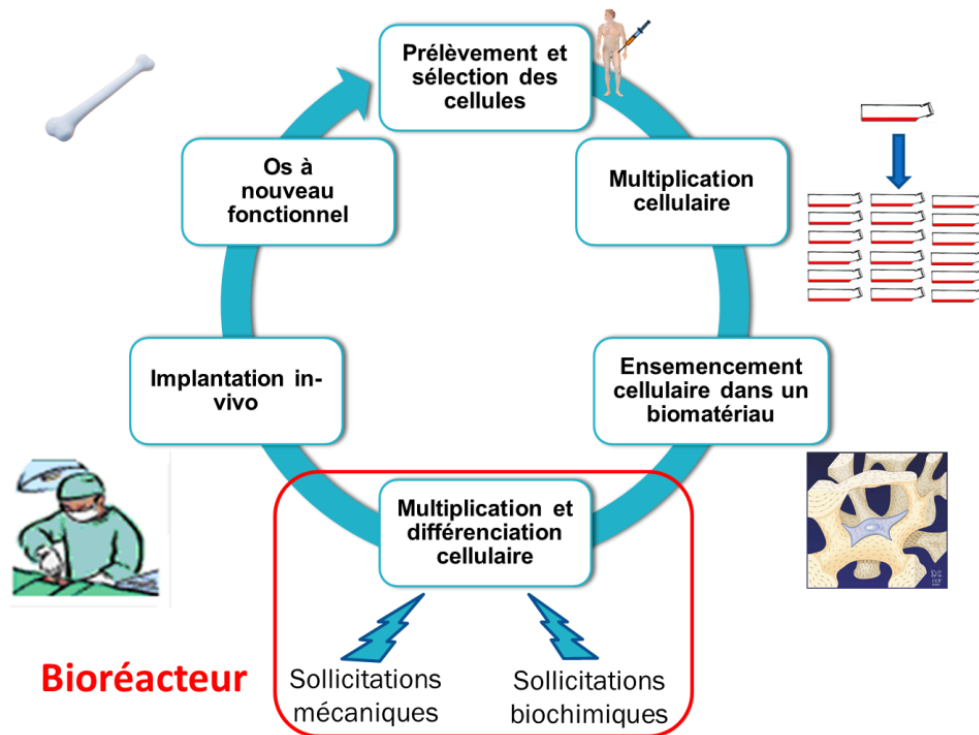 Prélèvement et
sélection des
cellules
Multiplication
cellulaire
Ensemencement
cellulaire dans un
biomatériau
Multiplication et
différenciation
cellulaire
Implantation in-
vivo
Os à
nouveau
fonctionnel
Bioréacteur
Sollicitations
mécaniques
Sollicitations
biochimiques